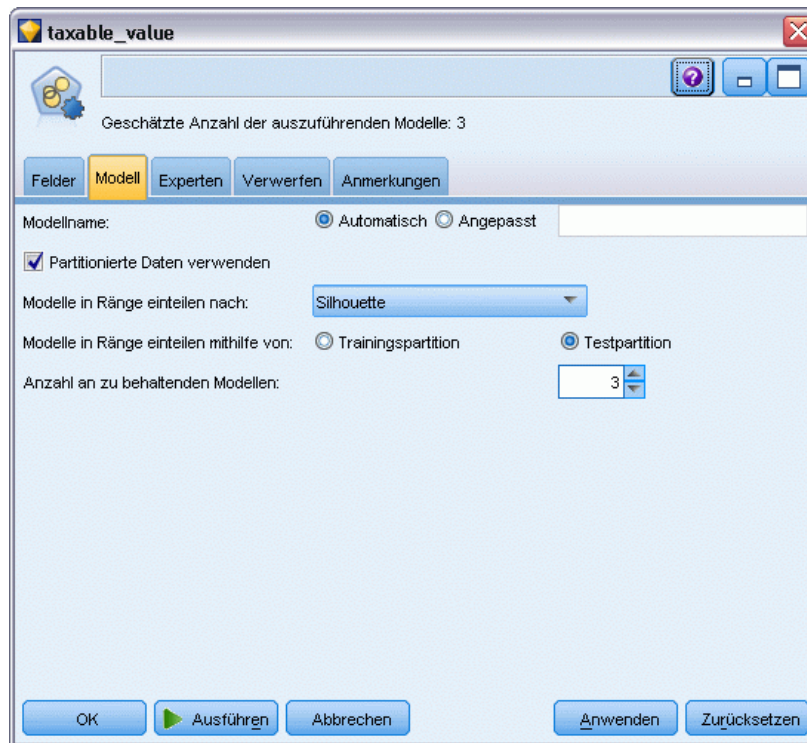 taxable_value
Geschätzte Anzahl der auszuführenden Modelle: 3
Felder Modell Experten Verwerfen Anmerkungen
Modellname: Automatisch Angepasst
Partitionierte Daten verwenden
Modelle in Ränge einteilen nach: Silhouette
Modelle in Ränge einteilen mithilfe von: Trainingspartition Testpartition
Anzahl an zu behaltenden Modellen: 3
OK Ausführen Abbrechen Anwenden Zurücksetzen